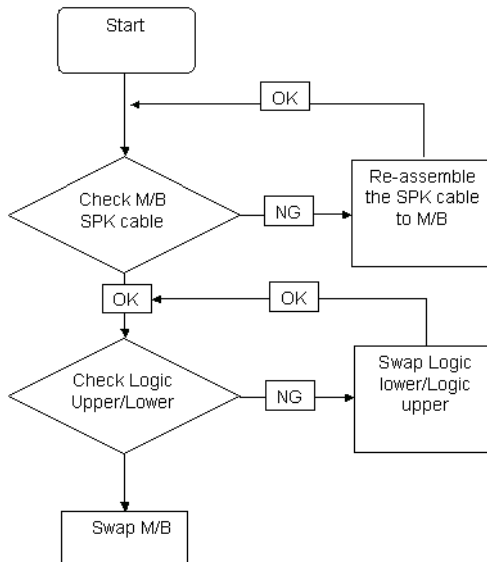 Start
OK
Check M/B
SPK cable
NG
Re-assemble
the SPK cable
to M/B
OK
OK
Check Logic
Upper/Lower
NG
Swap Logic
lower/Logic
upper
Swap M/B